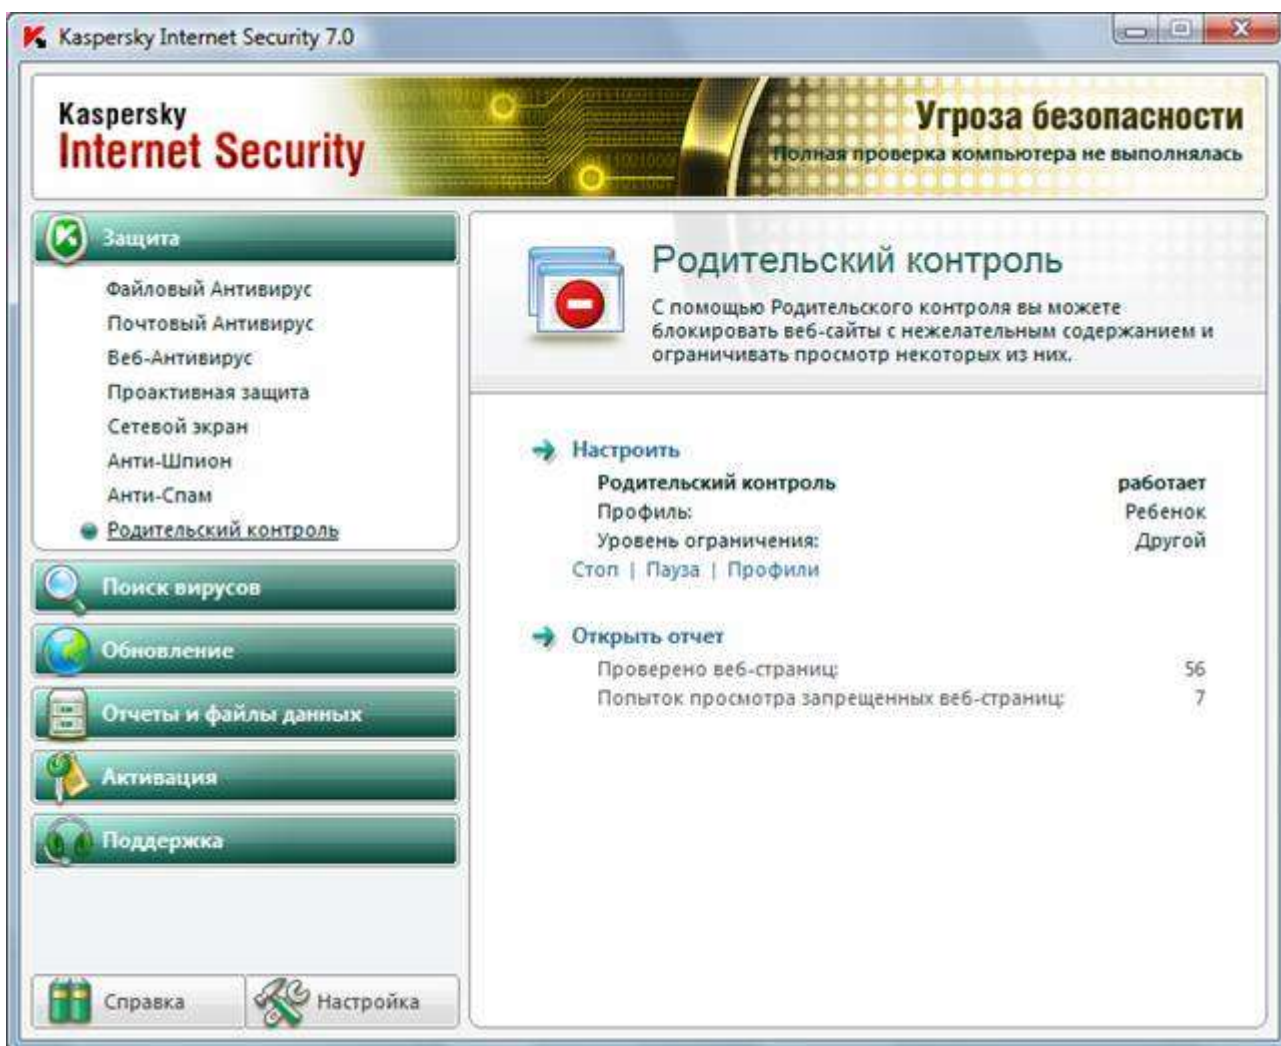 Kaspersky Internet Security 7.0
Kaspersky
Internet Security
Угроза безопасности
Полная проверка компьютера не выполнялась
Защита
Файловый Антивирус
Почтовый Антивирус
Веб-Антивирус
Проактивная защита
Сетевой экран
Анти-Шпион
Анти-Спам
Родительский контроль
Поиск вирусов
Обновление
Отчеты и файлы данных
Активация
Поддержка
Справка
Настройка
Родительский контроль
С помощью Родительского контроля вы можете
блокировать веб-сайты с нежелательным содержанием и
ограничивать просмотр некоторых из них.
Настроить
Родительский контроль работает
Профиль: Ребенок
Уровень ограничения: Другой
Стоп | Пауза | Профили
Открыть отчет
Проверено веб-страниц: 56
Попыток просмотра запрещенных веб-страниц: 7